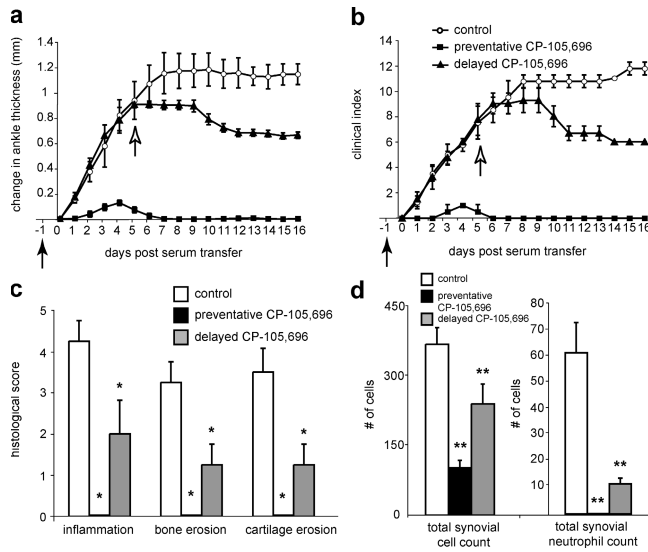 a
change in ankle thickness (mm)
1.4
1.2
1
0.8
0.6
0.4
0.2
-1 0 1 2 3 4 5 6 7 8 9 10 11 12 13 14 15 16
days post serum transfer
b
control
preventative CP-105,696
delayed CP-105,696
clinical index
14
12
10
8
6
4
2
0
-1 0 1 2 3 4 5 6 7 8 9 10 11 12 13 14 15 16
days post serum transfer
c
control
preventative CP-105,696
delayed CP-105,696
histological score
5
4
3
2
1
0
* * * * * *
inflammation bone erosion cartilage erosion
d
control
preventative
CP-105,696
delayed CP-105,696
# of cells
450
300
150
0
** **
total synovial
cell count
# of cells
80
70
60
50
40
30
20
10
** **
total synovial
neutrophil count